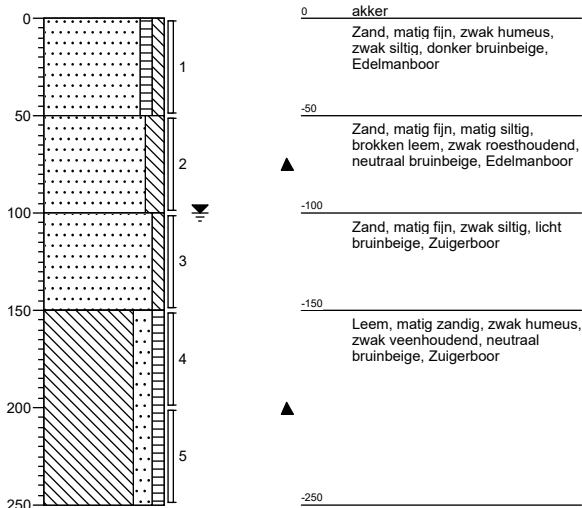 0
50
100
150
200
250
1
2
3
4
5
0 akker
Zand, matig fijn, zwak humeus,
zwak siltig, donker bruinbeige,
Edelmanboor
-50
Zand, matig fijn, matig siltig,
brokken leem, zwak roesthoudend,
neutraal bruinbeige, Edelmanboor
-100
Zand, matig fijn, zwak siltig, licht
bruinbeige, Zuigerboor
-150
Leem, matig zandig, zwak humeus,
zwak veenhoudend, neutraal
bruinbeige, Zuigerboor
-250